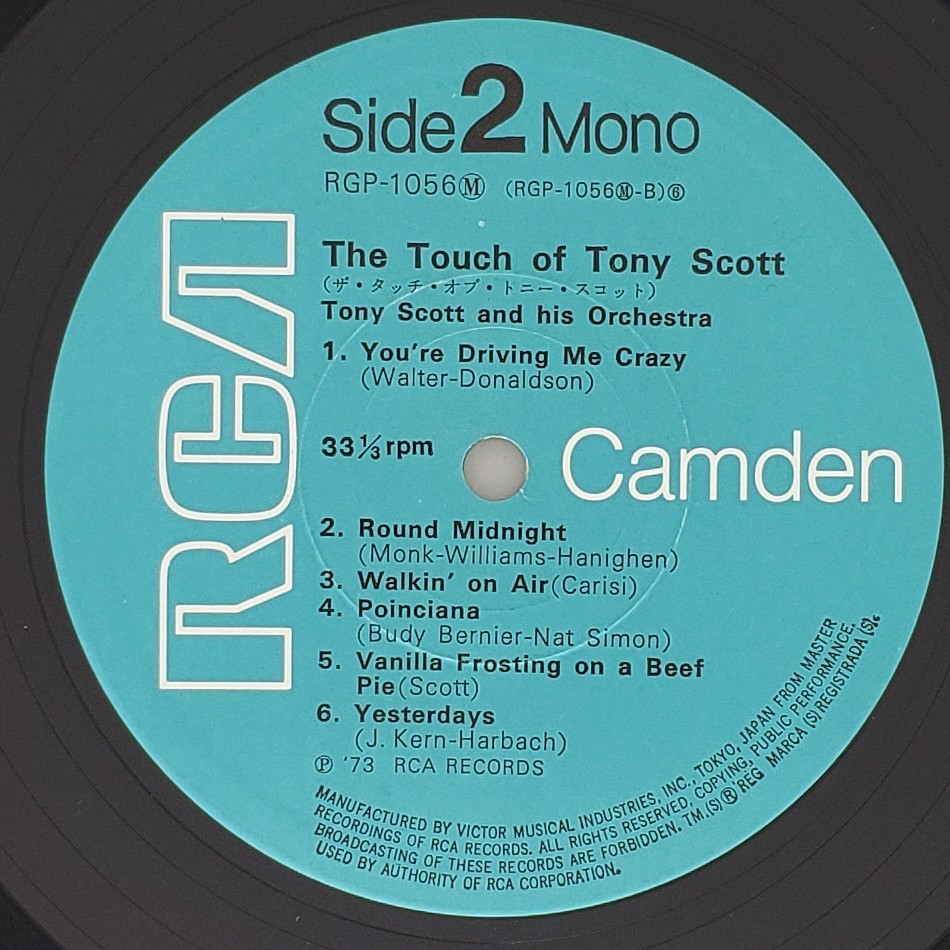 Side 2 Mono
RGP-1056Ⓜ (RGP-1056Ⓜ-B)⑥
RCA
The Touch of Tony Scott
(ザ・タッチ・オブ・トニー・スコット)
Tony Scott and his Orchestra
1. You're Driving Me Crazy
(Walter-Donaldson)
33⅓rpm
Camden
2. Round Midnight
(Monk-Williams-Hanighen)
3. Walkin' on Air(Carisi)
4. Poinciana
(Budy Bernier-Nat Simon)
5. Vanilla Frosting on a Beef
Pie(Scott)
6. Yesterdays
(J. Kern-Harbach)
Ⓟ '73 RCA RECORDS
MANUFACTURED BY VICTOR MUSICAL INDUSTRIES, INC., TOKYO, JAPAN FROM MASTER
RECORDINGS OF RCA RECORDS. ALL RIGHTS RESERVED. COPYING, PUBLIC PERFORMANCE,
BROADCASTING OF THESE RECORDS ARE FORBIDDEN. TM.(S)®REG MARCA (S)REGISTRADA (S).
USED BY AUTHORITY OF RCA CORPORATION.